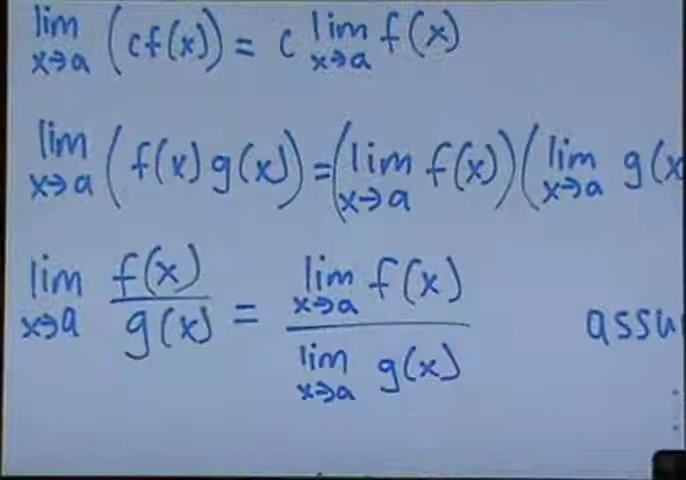 lim x→a (cf(x)) = c lim x→a f(x)
lim x→a (f(x)g(x)) = (lim x→a f(x))(lim x→a g(x
lim x→a f(x)/g(x) = lim x→a f(x) / lim x→a g(x) assu